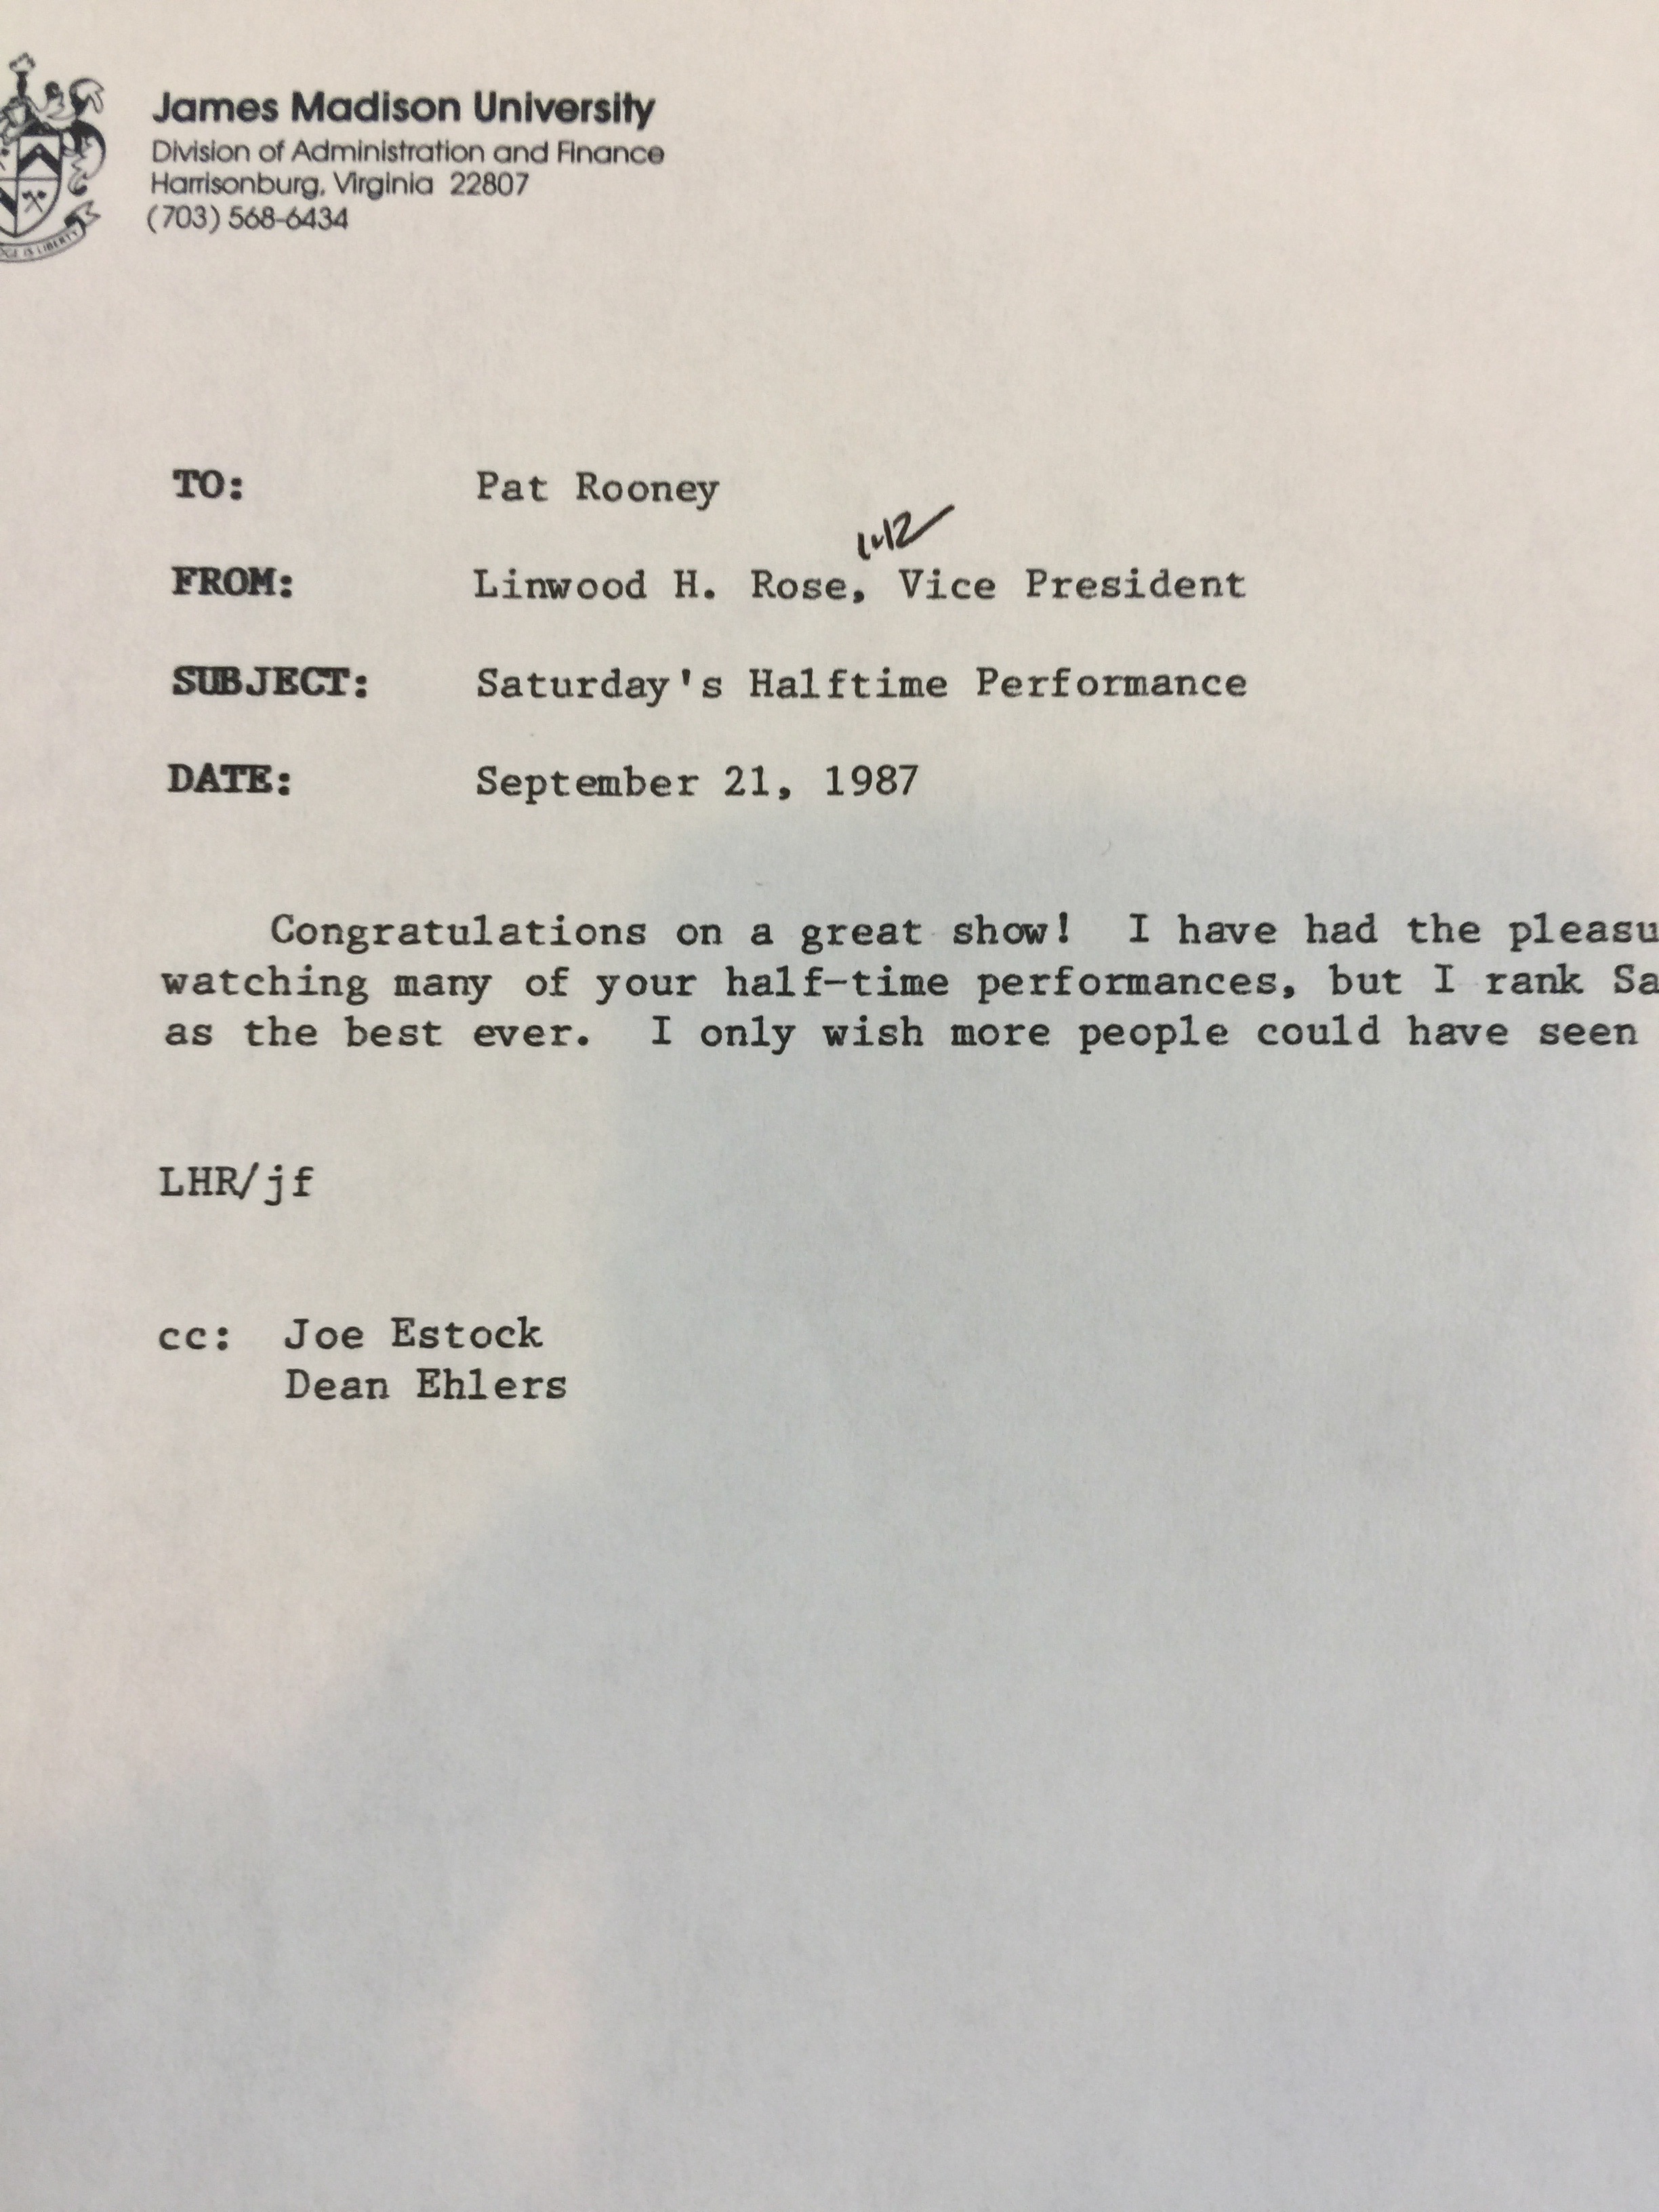 James Madison University
Division of Administration and Finance
Harrisonburg, Virginia 22807
(703) 568-6434
IS LIBERTY
TO: Pat Rooney
FROM: Linwood H. Rose, Vice President
SUBJECT: Saturday's Halftime Performance
DATE: September 21, 1987
Congratulations on a great show! I have had the pleasu
watching many of your half-time performances, but I rank Sa
as the best ever. I only wish more people could have seen
LHR/jf
cc: Joe Estock
Dean Ehlers